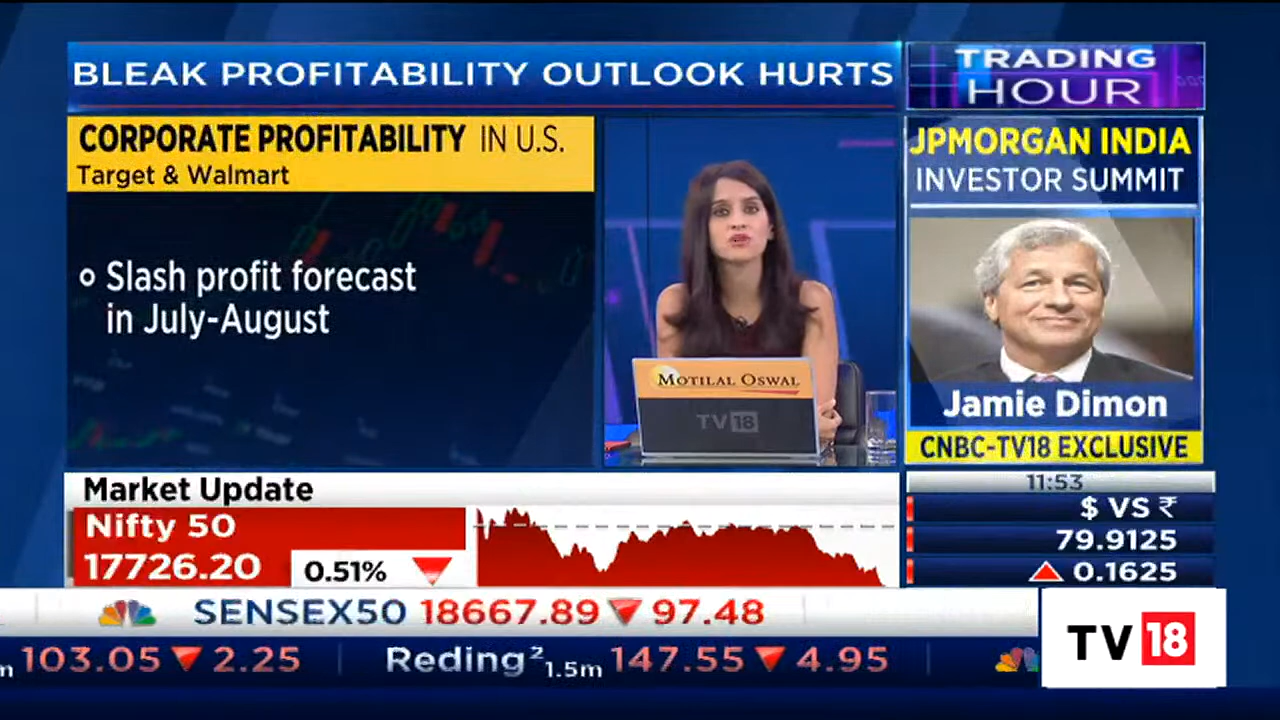 BLEAK PROFITABILITY OUTLOOK HURTS
TRADING
HOUR
CORPORATE PROFITABILITY IN U.S.
Target & Walmart
Slash profit forecast
in July-August
MOTILAL OSWAL
TV18
JPMORGAN INDIA
INVESTOR SUMMIT
Jamie Dimon
CNBC-TV18 EXCLUSIVE
Market Update
Nifty 50
17726.20
0.51%
11:53
$ VS ₹
79.9125
0.1625
SENSEX50 18667.89 97.48
m 103.05 2.25 Reding² 1.5m 147.55 4.95
TV18